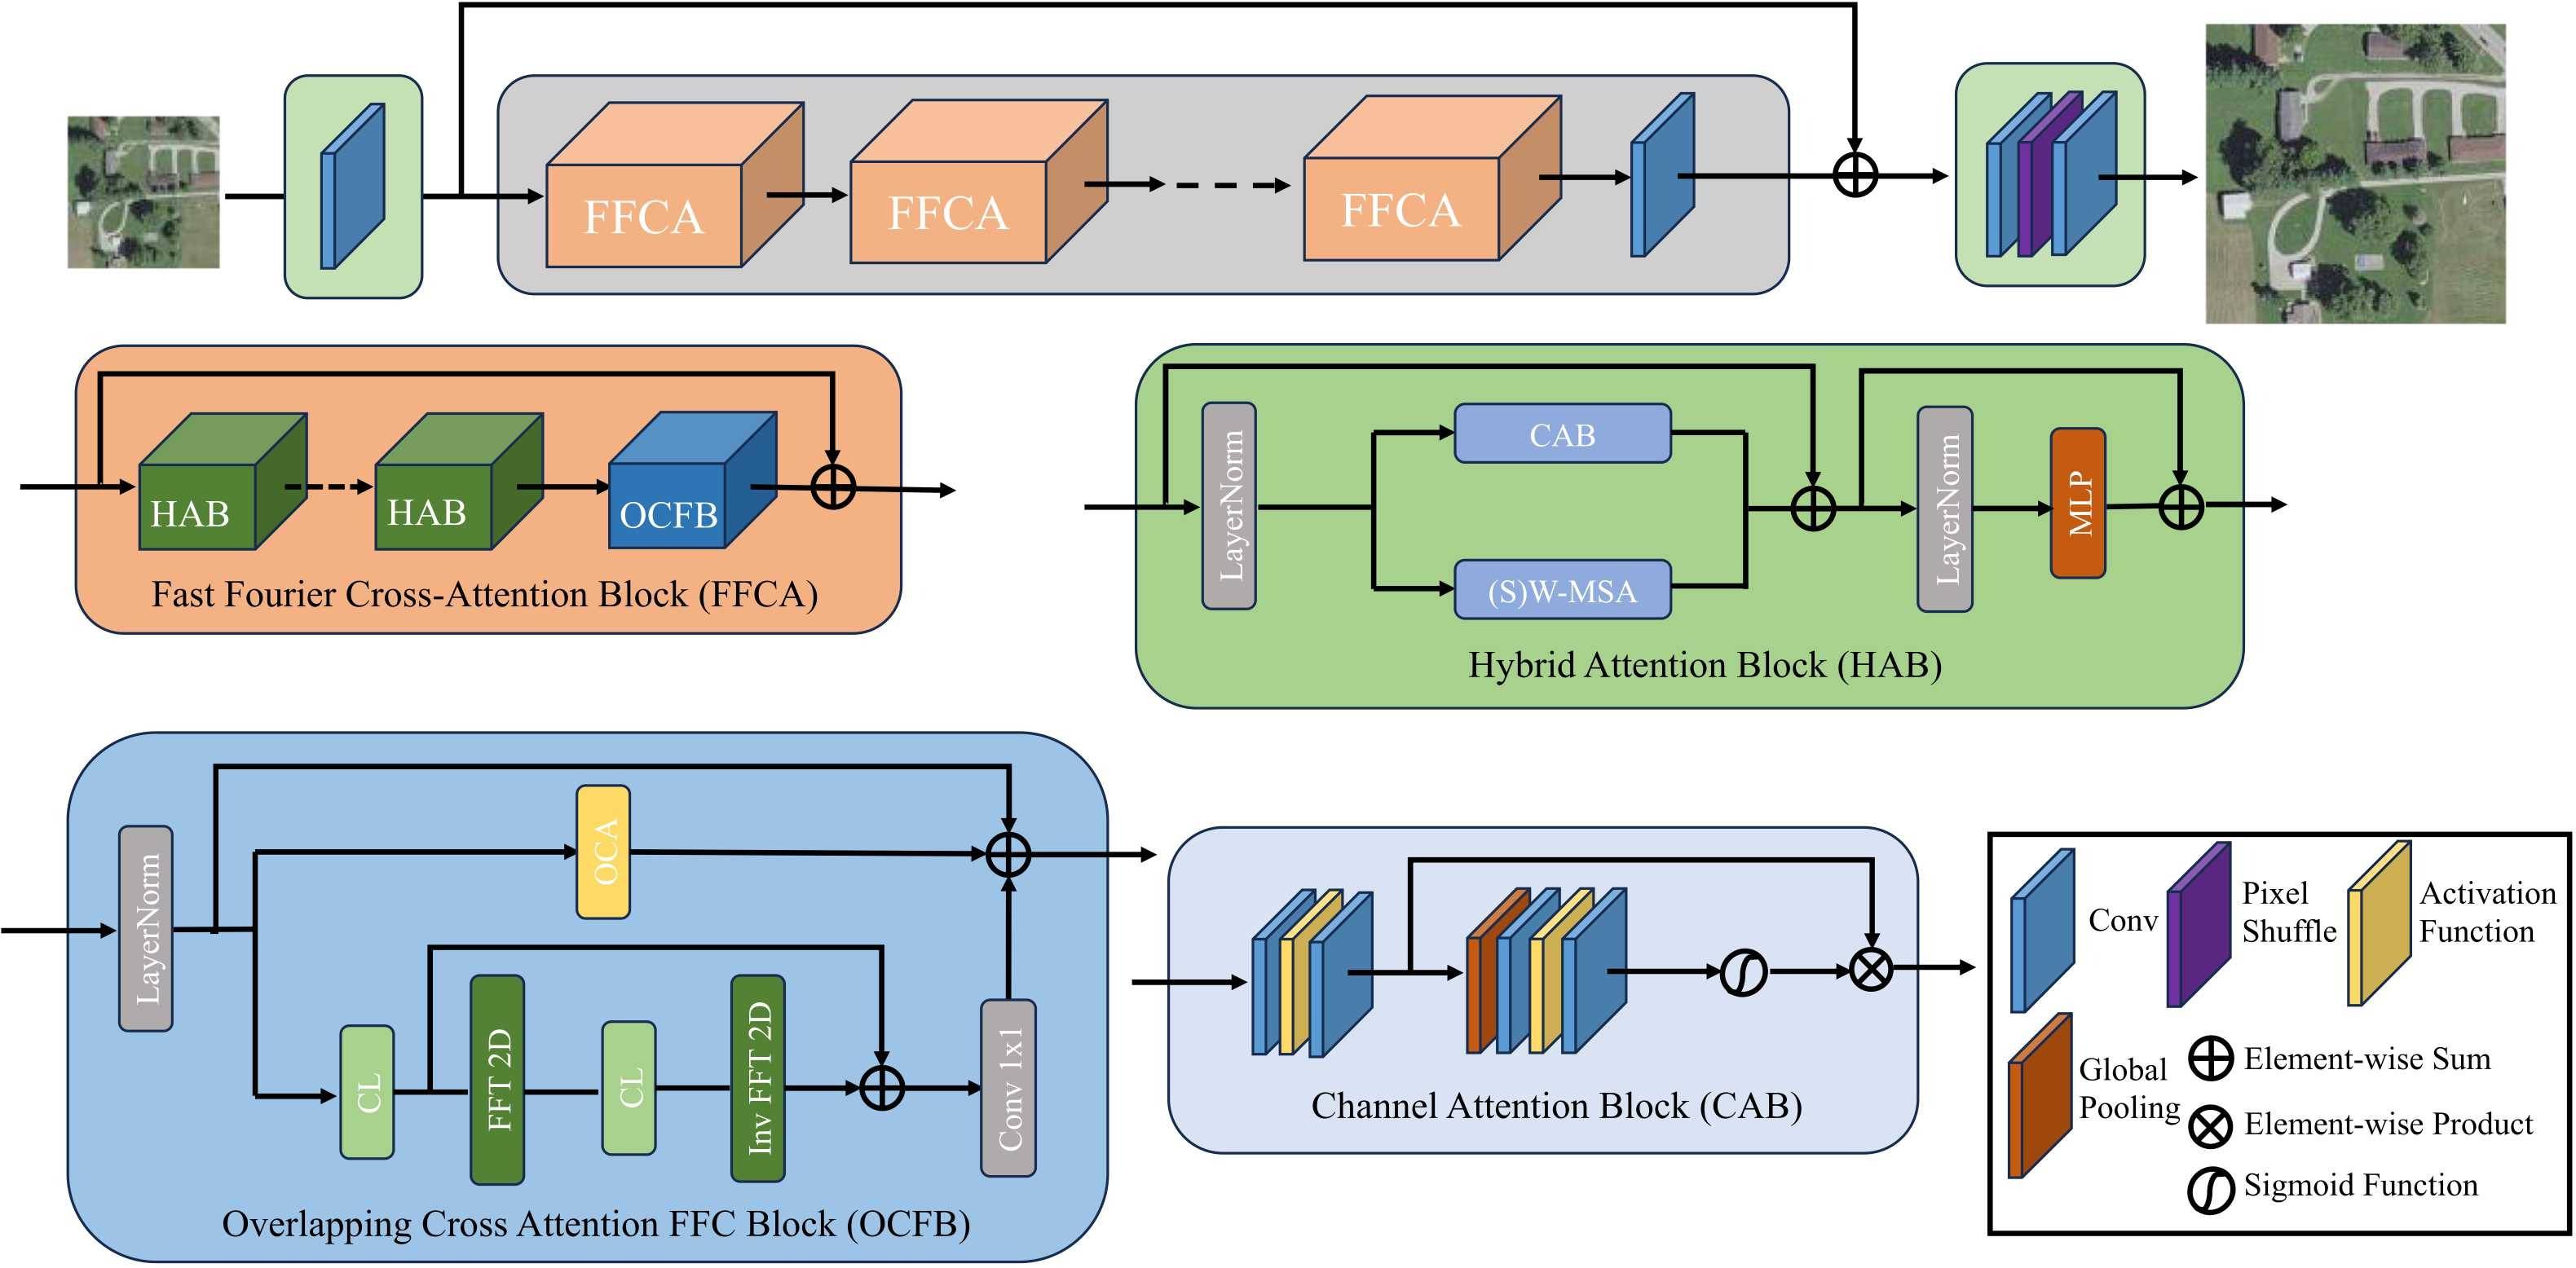 FFCA
FFCA
FFCA
HAB
HAB
OCFB
Fast Fourier Cross-Attention Block (FFCA)
LayerNorm
CAB
(S)W-MSA
LayerNorm
MLP
Hybrid Attention Block (HAB)
LayerNorm
OCA
CL
FFT 2D
CL
Inv FFT 2D
Conv 1x1
Overlapping Cross Attention FFC Block (OCFB)
Channel Attention Block (CAB)
Conv
Pixel
Shuffle
Activation
Function
Global
Pooling
Element-wise Sum
Element-wise Product
Sigmoid Function